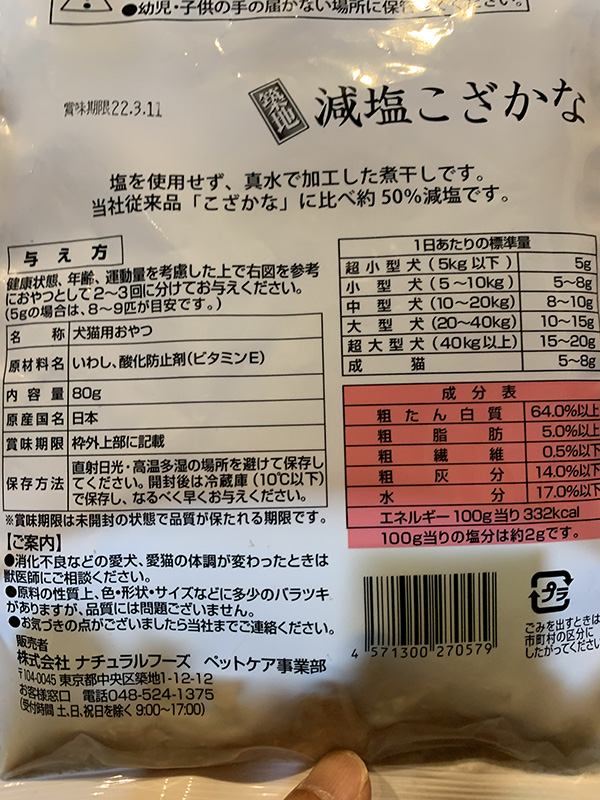 ●幼児・子供の手の届かない場所に保管してください。
賞味期限22.3.11
築地 減塩こざかな
塩を使用せず、真水で加工した煮干しです。
当社従来品「こざかな」に比べ約50%減塩です。
与え方
健康状態、年齢、運動量を考慮した上で右図を参考
におやつとして2~3回に分けてお与えください。
(5gの場合は、8~9匹が目安です。)
名称 犬猫用おやつ
原材料名 いわし、酸化防止剤(ビタミンE)
内容量 80g
原産国名 日本
賞味期限 枠外上部に記載
保存方法 直射日光・高温多湿の場所を避けて保存し
てください。開封後は冷蔵庫(10℃以下)
で保存し、なるべく早くお与えください。
※賞味期限は未開封の状態で品質が保たれる期限です。
1日あたりの標準量
超小型犬(5kg以下) 5g
小型犬(5~10kg) 5~8g
中型犬(10~20kg) 8~10g
大型犬(20~40kg) 10~15g
超大型犬(40kg以上) 15~20g
成猫 5~8g
成分表
粗たん白質 64.0%以上
粗脂肪 5.0%以上
粗繊維 0.5%以下
粗灰分 14.0%以下
水分 17.0%以下
エネルギー100g当り332kcal
100g当りの塩分は約2gです。
【ご案内】
●消化不良などの愛犬、愛猫の体調が変わったときは
獣医師にご相談ください。
●原料の性質上、色・形状・サイズなどに多少のバラツキ
がありますが、品質には問題ございません。
●お気づきの点がございましたら当社までご連絡ください。
販売者
株式会社 ナチュラルフーズ ペットケア事業部
〒104-0045 東京都中央区築地1-12-12
お客様窓口 電話048-524-1375
(受付時間 土、日、祝日を除く 9:00~17:00)
4 571300 270579
プラ
ごみを出すときは
市町村の区分に
したがってください